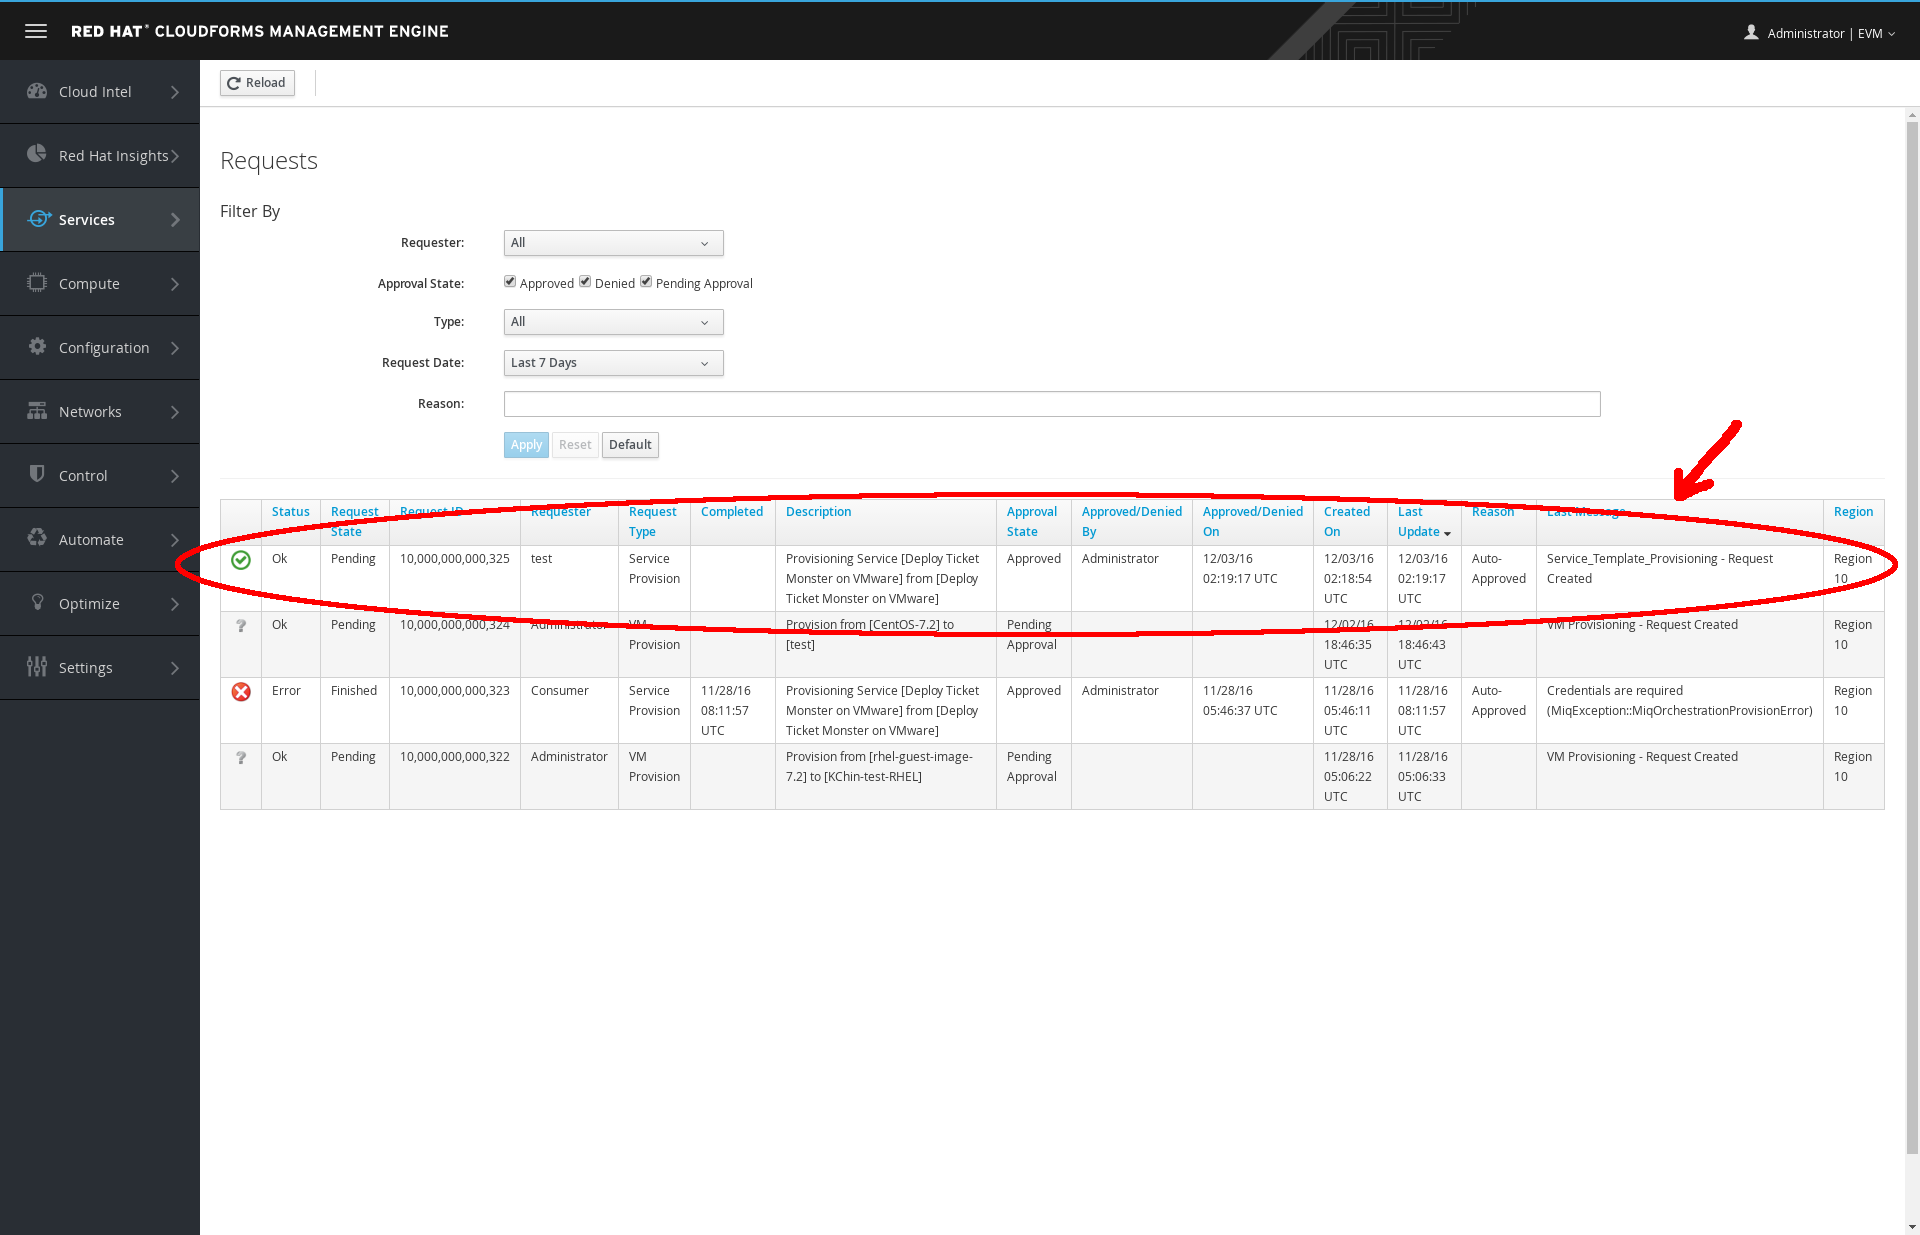 RED HAT® CLOUDFORMS MANAGEMENT ENGINE
Administrator | EVM
Cloud Intel
Red Hat Insights
Services
Compute
Configuration
Networks
Control
Automate
Optimize
Settings
Reload
Requests
Filter By
Requester: All
Approval State: Approved Denied Pending Approval
Type: All
Request Date: Last 7 Days
Reason:
Apply Reset Default
Status Request Request ID Requester Request Completed Description Approval Approved/Denied Approved/Denied Created Last Reason Last Message Region
State Type State By On On Update
Ok Pending 10,000,000,000,325 test Service Provisioning Service [Deploy Ticket Approved Administrator 12/03/16 12/03/16 12/03/16 Auto- Service_Template_Provisioning - Request Region
Provision Monster on VMware] from [Deploy 02:19:17 UTC 02:18:54 02:19:17 Approved Created 10
Ticket Monster on VMware] UTC UTC
? Ok Pending 10,000,000,000,324 Administrator VM Provision from [CentOS-7.2] to Pending 12/02/16 12/02/16 VM Provisioning - Request Created Region
Provision [test] Approval 18:46:35 18:46:43 10
UTC UTC
Error Finished 10,000,000,000,323 Consumer Service 11/28/16 Provisioning Service [Deploy Ticket Approved Administrator 11/28/16 11/28/16 11/28/16 Auto- Credentials are required Region
Provision 08:11:57 Monster on VMware] from [Deploy 05:46:37 UTC 05:46:11 08:11:57 Approved (MiqException::MiqOrchestrationProvisionError) 10
UTC Ticket Monster on VMware] UTC UTC
? Ok Pending 10,000,000,000,322 Administrator VM Provision from [rhel-guest-image- Pending 11/28/16 11/28/16 VM Provisioning - Request Created Region
Provision 7.2] to [KChin-test-RHEL] Approval 05:06:22 05:06:33 10
UTC UTC